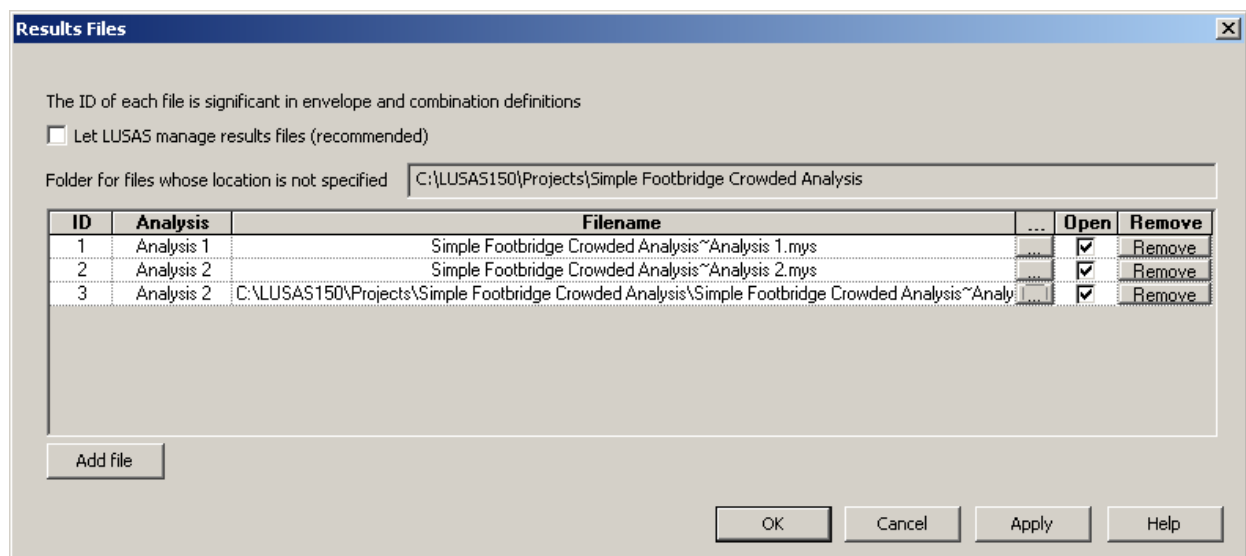 Results Files
The ID of each file is significant in envelope and combination definitions
Let LUSAS manage results files (recommended)
Folder for files whose location is not specified C:\LUSAS150\Projects\Simple Footbridge Crowded Analysis
ID Analysis Filename ... Open Remove
1 Analysis 1 Simple Footbridge Crowded Analysis~Analysis 1.mys ... Remove
2 Analysis 2 Simple Footbridge Crowded Analysis~Analysis 2.mys ... Remove
3 Analysis 2 C:\LUSAS150\Projects\Simple Footbridge Crowded Analysis\Simple Footbridge Crowded Analysis~Analy ... Remove
Add file
OK Cancel Apply Help